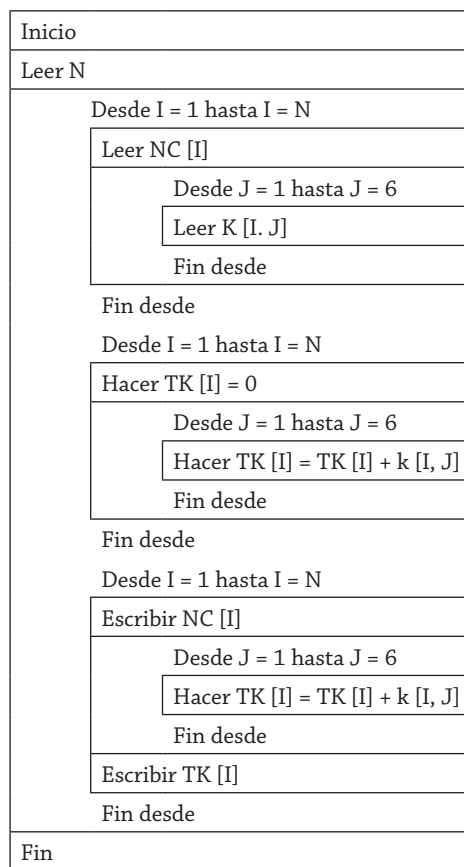 Inicio
Leer N
Desde I = 1 hasta I = N
Leer NC [I]
Desde J = 1 hasta J = 6
Leer K [I. J]
Fin desde
Fin desde
Desde I = 1 hasta I = N
Hacer TK [I] = 0
Desde J = 1 hasta J = 6
Hacer TK [I] = TK [I] + k [I, J]
Fin desde
Fin desde
Desde I = 1 hasta I = N
Escribir NC [I]
Desde J = 1 hasta J = 6
Hacer TK [I] = TK [I] + k [I, J]
Fin desde
Escribir TK [I]
Fin desde
Fin